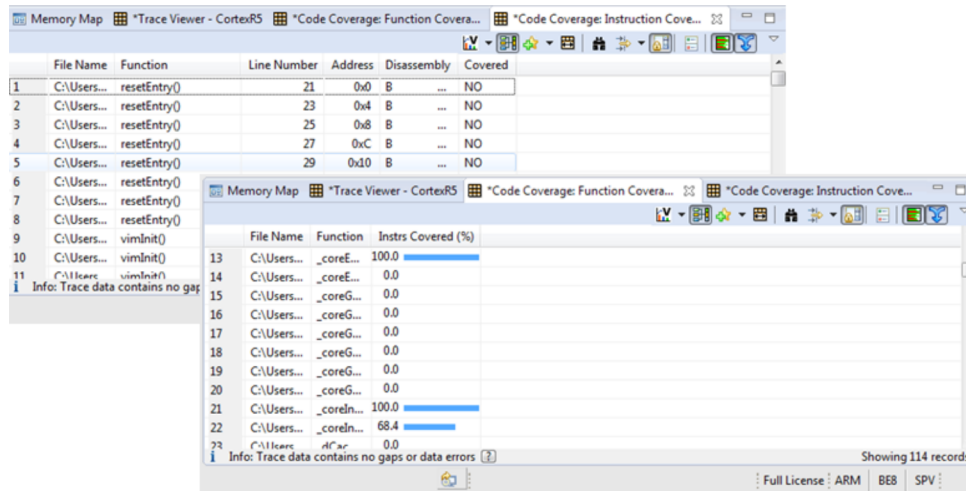 Memory Map *Trace Viewer - CortexR5 *Code Coverage: Function Covera... *Code Coverage: Instruction Cove...
File Name Function Line Number Address Disassembly Covered
1 C:\Users... resetEntry() 21 0x0 B ... NO
2 C:\Users... resetEntry() 23 0x4 B ... NO
3 C:\Users... resetEntry() 25 0x8 B ... NO
4 C:\Users... resetEntry() 27 0xC B ... NO
5 C:\Users... resetEntry() 29 0x10 B ... NO
6 C:\Users... resetEntry()
7 C:\Users... resetEntry()
8 C:\Users... resetEntry()
9 C:\Users... vimInit()
10 C:\Users... vimInit()
11 C:\Users... vimInit()
i Info: Trace data contains no gap
Memory Map *Trace Viewer - CortexR5 *Code Coverage: Function Covera... *Code Coverage: Instruction Cove...
File Name Function Instrs Covered (%)
13 C:\Users... _coreE... 100.0
14 C:\Users... _coreE... 0.0
15 C:\Users... _coreG... 0.0
16 C:\Users... _coreG... 0.0
17 C:\Users... _coreG... 0.0
18 C:\Users... _coreG... 0.0
19 C:\Users... _coreG... 0.0
20 C:\Users... _coreG... 0.0
21 C:\Users... _coreIn... 100.0
22 C:\Users... _coreIn... 68.4
23 C:\Users... dCac... 0.0
i Info: Trace data contains no gaps or data errors ? Showing 114 records
Full License ARM BE8 SPV